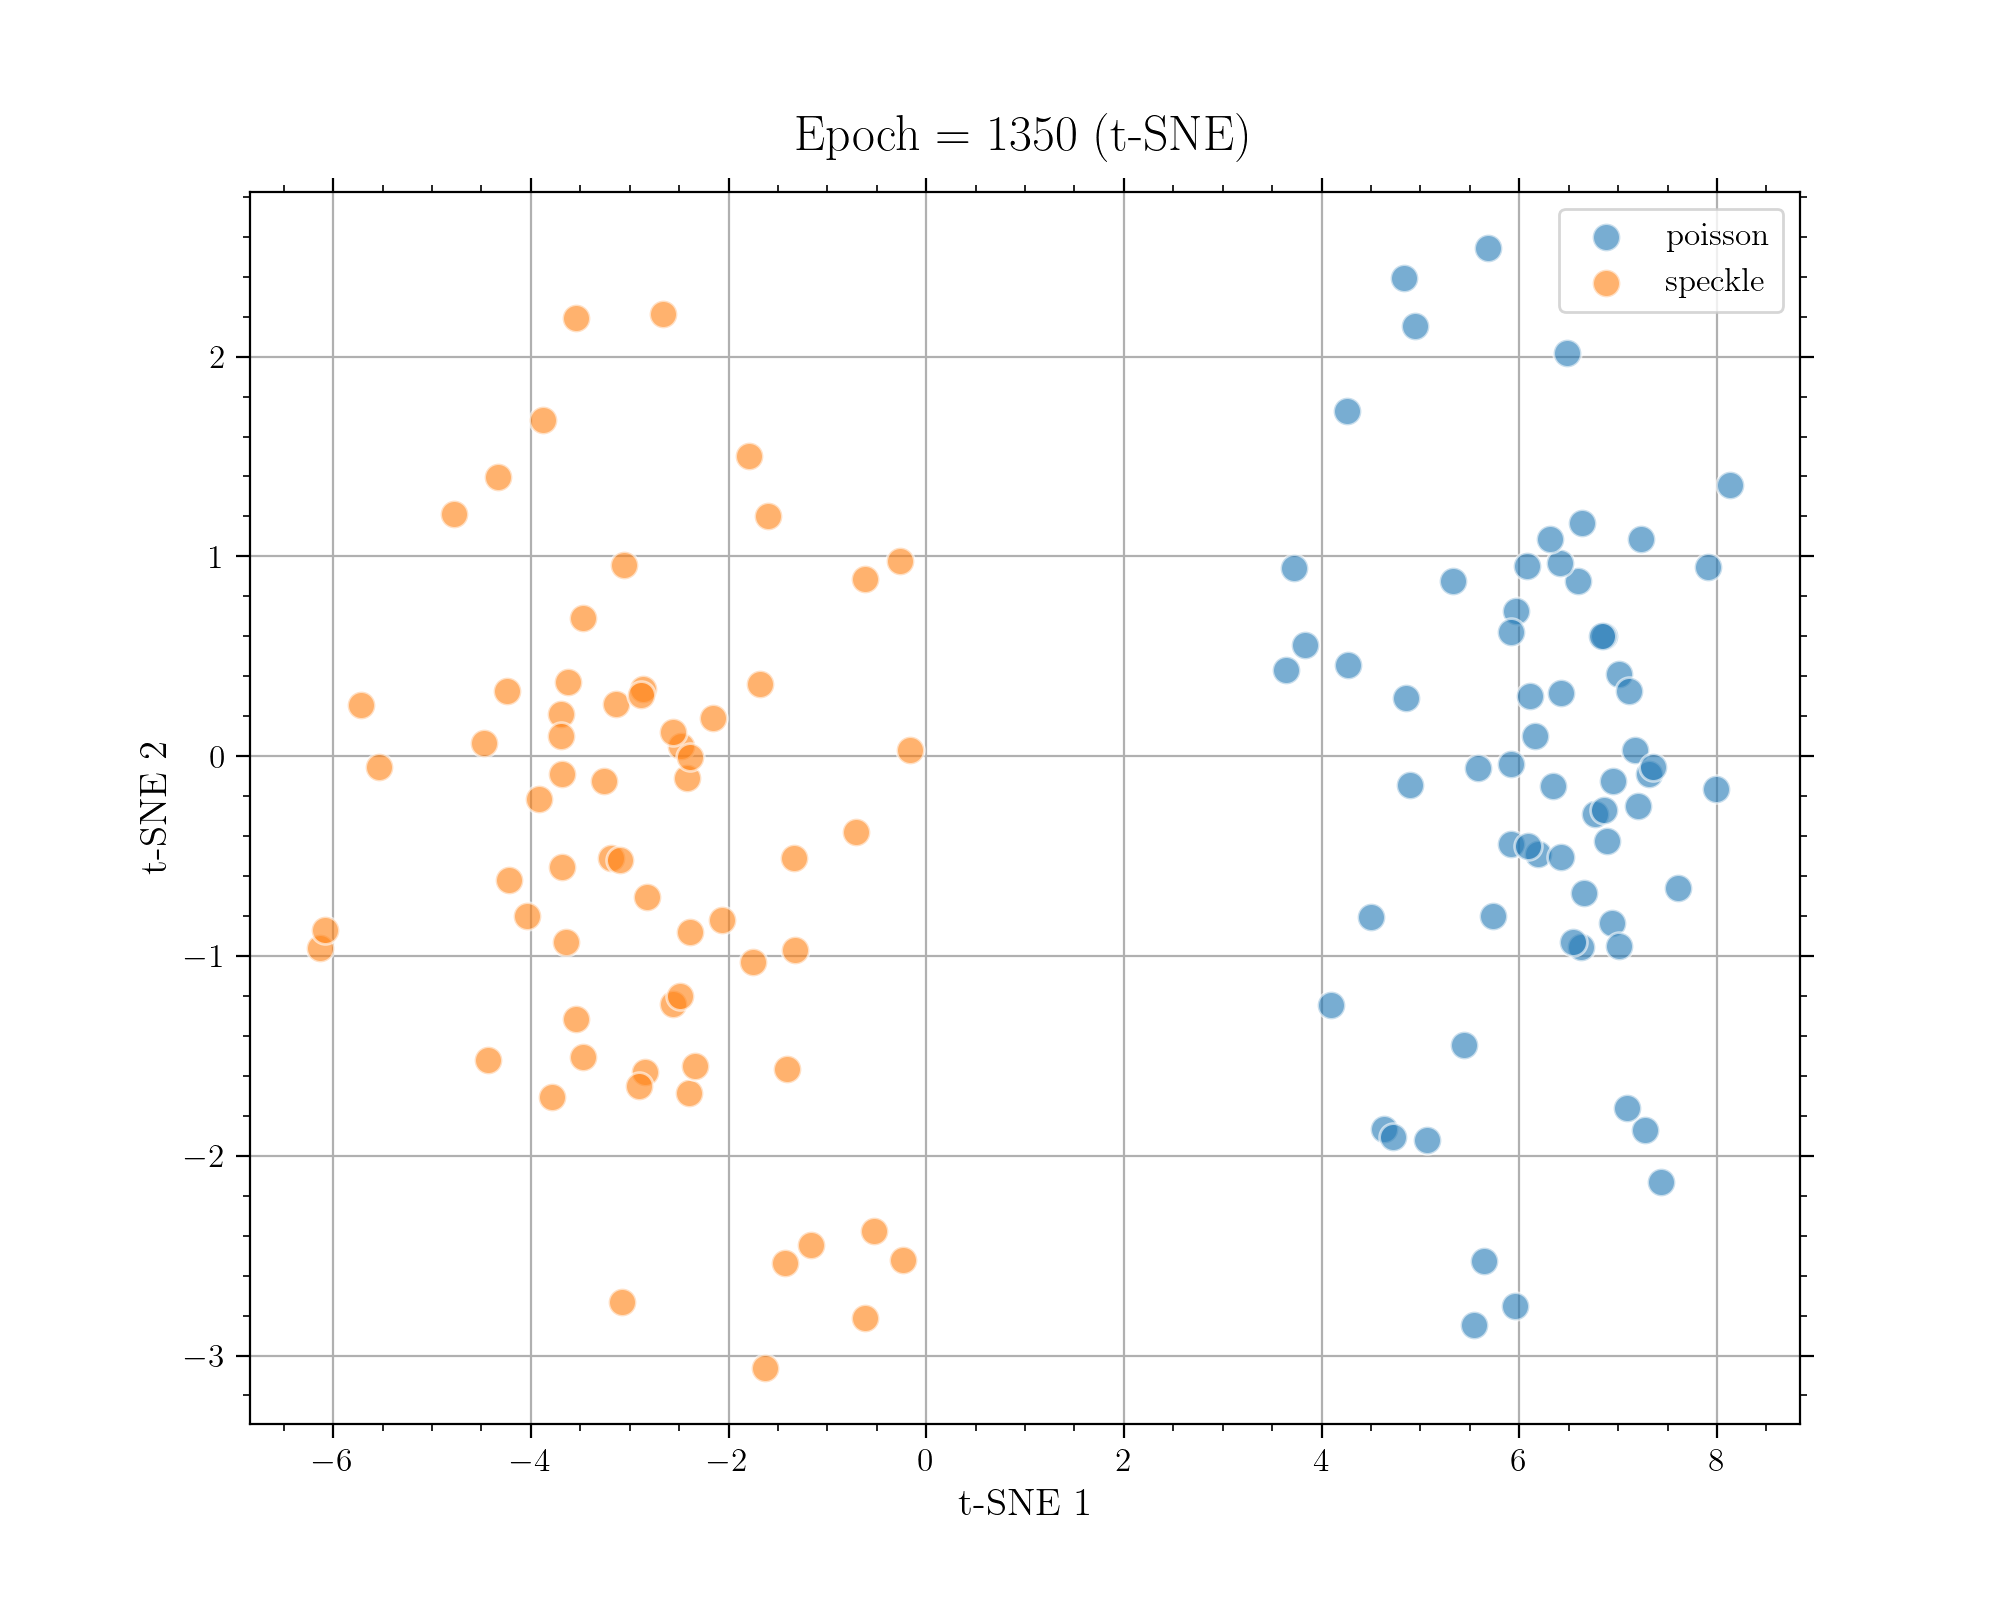 Epoch = 1350 (t-SNE)
poisson
speckle
t-SNE 2
2
1
0
−1
−2
−3
−6 −4 −2 0 2 4 6 8
t-SNE 1